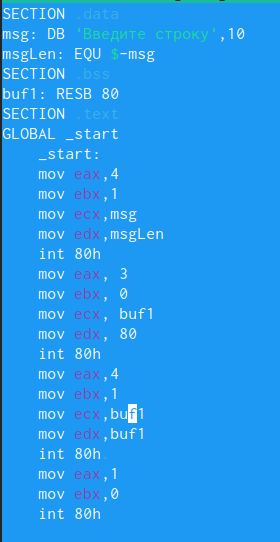 SECTION .data
msg: DB 'Введите строку',10
msgLen: EQU $-msg
SECTION .bss
buf1: RESB 80
SECTION .text
GLOBAL _start
_start:
mov eax,4
mov ebx,1
mov ecx,msg
mov edx,msgLen
int 80h
mov eax, 3
mov ebx, 0
mov ecx, buf1
mov edx, 80
int 80h
mov eax,4
mov ebx,1
mov ecx,buf1
mov edx,buf1
int 80h
mov eax,1
mov ebx,0
int 80h